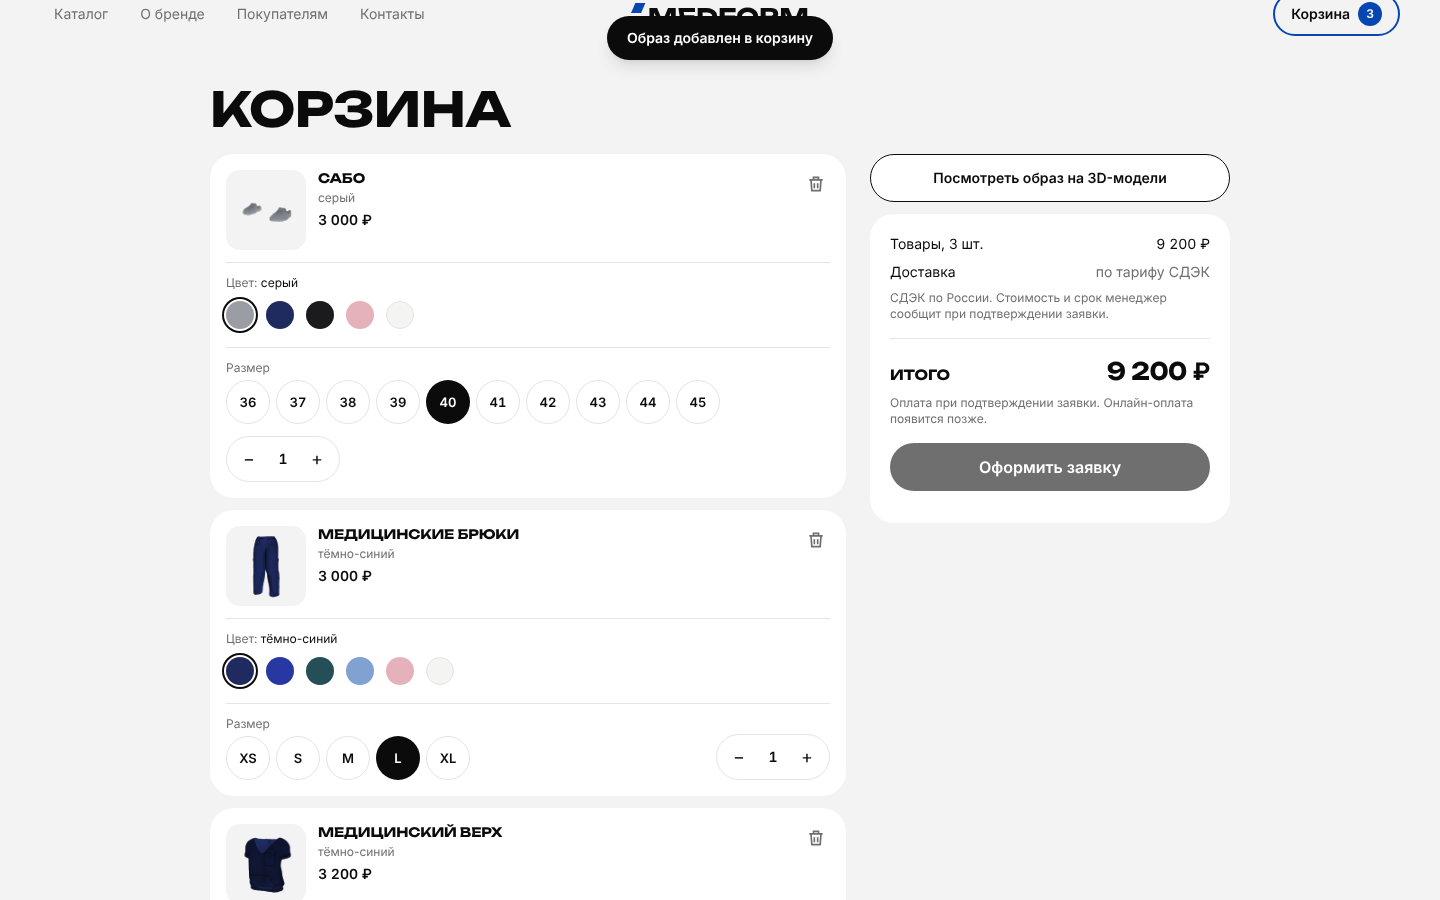 Каталог
О бренде
Покупателям
Контакты
MEDFORM
Корзина 3
Образ добавлен в корзину
КОРЗИНА
САБО
серый
3 000 ₽
Цвет: серый
Размер
36 37 38 39 40 41 42 43 44 45
− 1 +
МЕДИЦИНСКИЕ БРЮКИ
тёмно-синий
3 000 ₽
Цвет: тёмно-синий
Размер
XS S M L XL
− 1 +
МЕДИЦИНСКИЙ ВЕРХ
тёмно-синий
3 200 ₽
Посмотреть образ на 3D-модели
Товары, 3 шт. 9 200 ₽
Доставка по тарифу СДЭК
СДЭК по России. Стоимость и срок менеджер
сообщит при подтверждении заявки.
ИТОГО 9 200 ₽
Оплата при подтверждении заявки. Онлайн-оплата
появится позже.
Оформить заявку